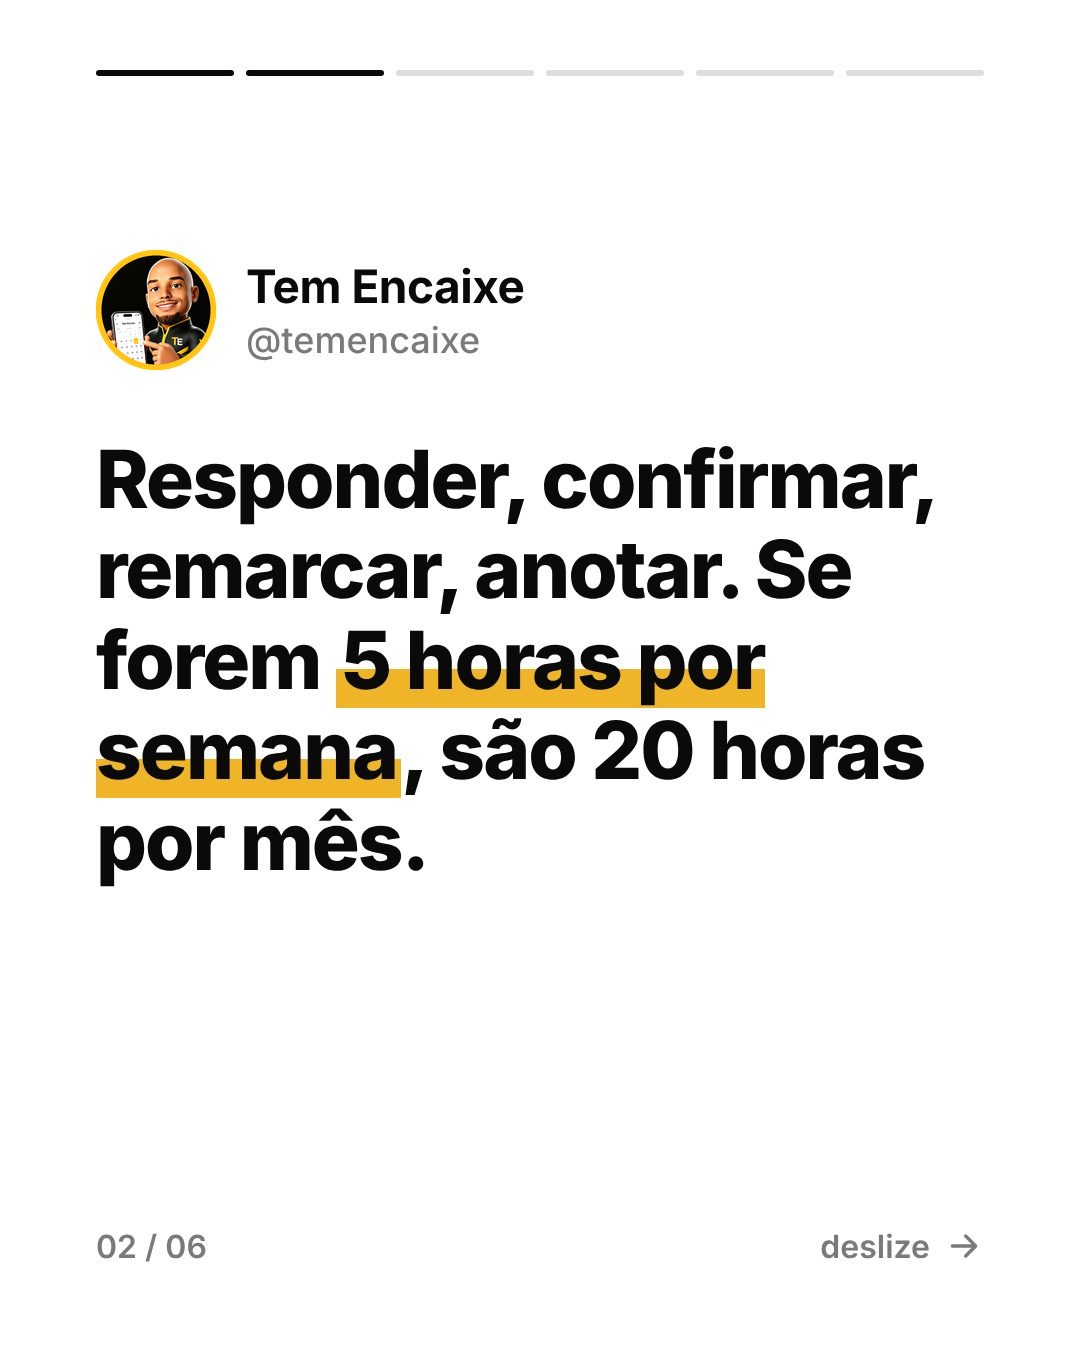 Tem Encaixe
@temencaixe
TE
Responder, confirmar,
remarcar, anotar. Se
forem 5 horas por
semana, são 20 horas
por mês.
02 / 06
deslize →